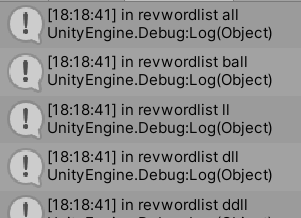 [18:18:41] in revwordlist all
UnityEngine.Debug:Log(Object)
[18:18:41] in revwordlist ball
UnityEngine.Debug:Log(Object)
[18:18:41] in revwordlist ll
UnityEngine.Debug:Log(Object)
[18:18:41] in revwordlist dll
UnityEngine.Debug:Log(Object)
[18:18:41] in revwordlist ddll